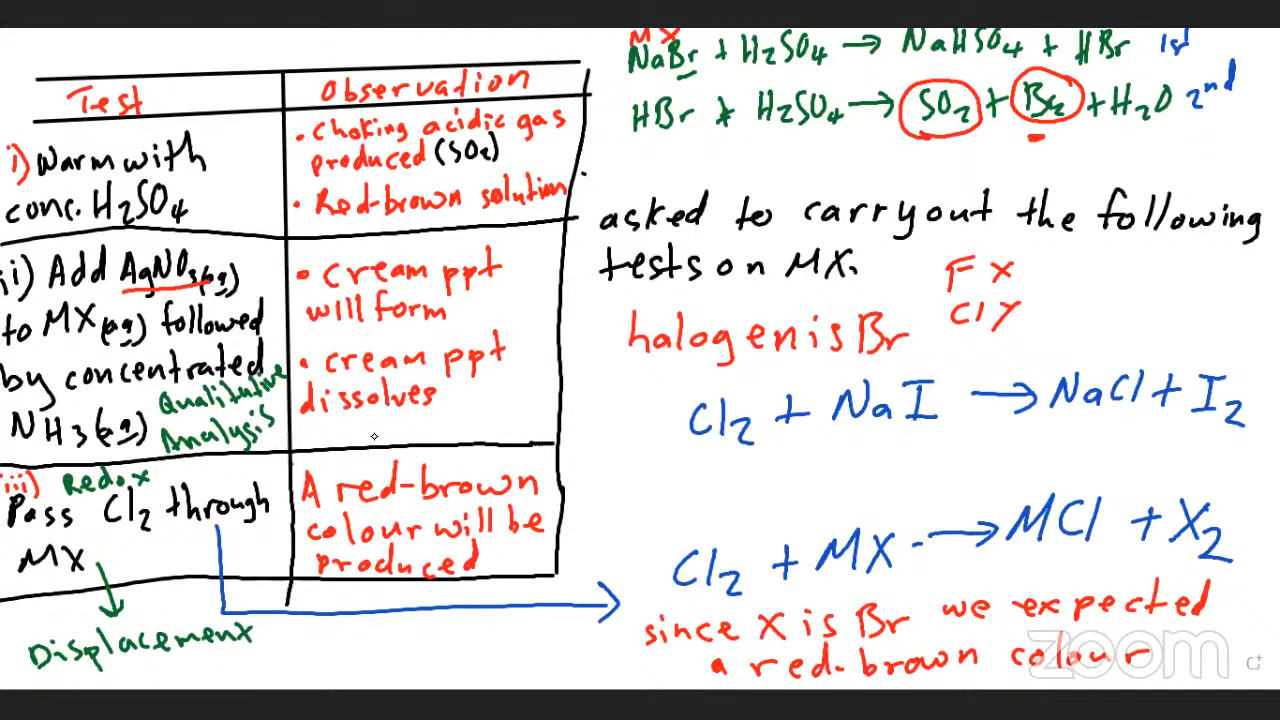 Test
Observation
i) Warm with
conc. H2SO4
• Choking acidic gas
produced (SO2)
• Red-brown solution
ii) Add AgNO3(aq)
to MX(aq) followed
by concentrated
NH3(aq)
Qualitative
Analysis
• cream ppt
will form
• cream ppt
dissolves
iii) Redox
Pass Cl2 through
MX
Displacement
A red-brown
colour will be
produced
MX
NaBr + H2SO4 → NaHSO4 + HBr 1st
HBr + H2SO4 → SO2 + Br2 + H2O 2nd
asked to carryout the following
tests on MX.
F x
Cl y
halogen is Br
Cl2 + NaI → NaCl + I2
Cl2 + MX → MCl + X2
since X is Br we expected
a red-brown colour
zoom